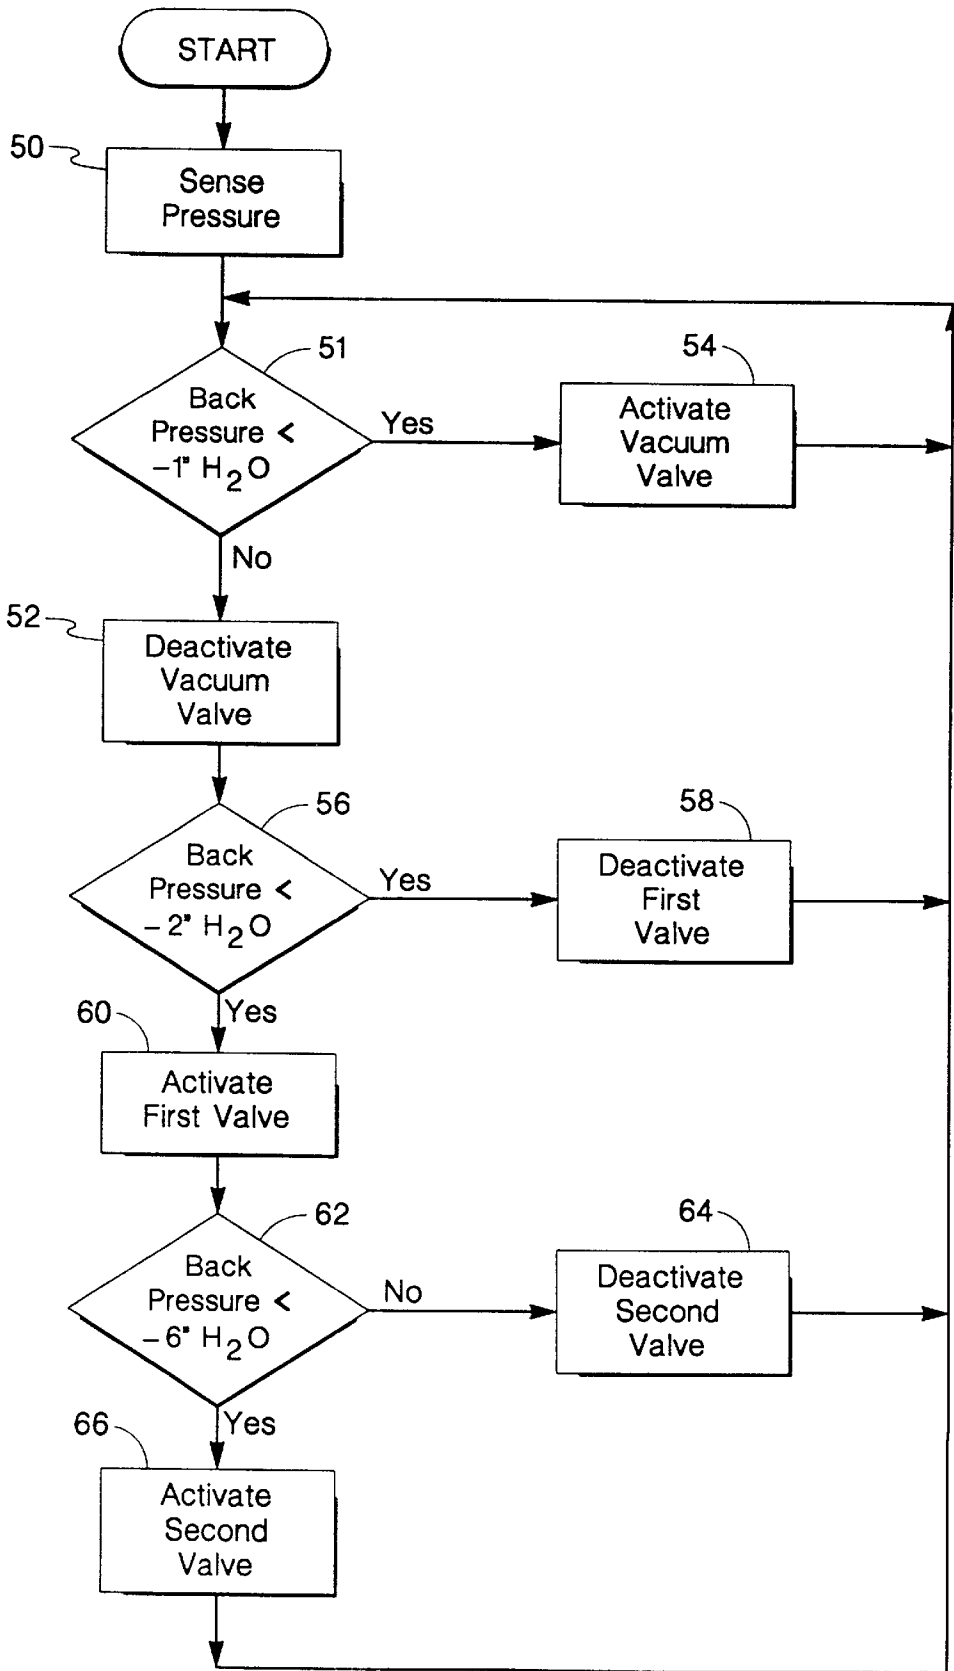 START
50
Sense
Pressure
51
Back
Pressure <
-1" H₂O
Yes
54
Activate
Vacuum
Valve
No
52
Deactivate
Vacuum
Valve
56
Back
Pressure <
-2" H₂O
Yes
58
Deactivate
First
Valve
Yes
60
Activate
First Valve
62
Back
Pressure <
-6" H₂O
No
64
Deactivate
Second
Valve
Yes
66
Activate
Second
Valve